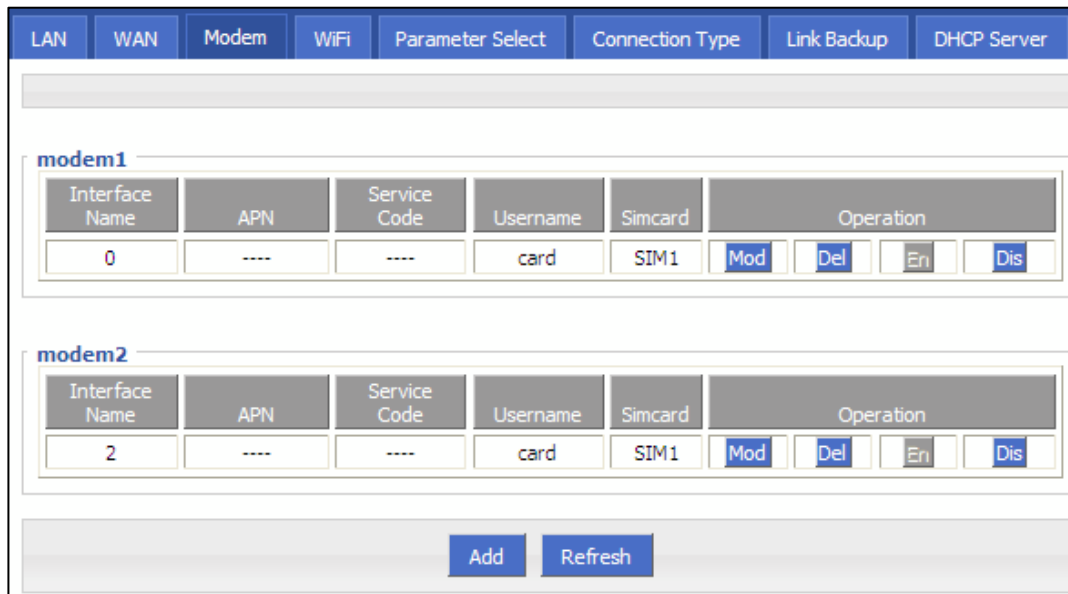 LAN WAN Modem WiFi Parameter Select Connection Type Link Backup DHCP Server
modem1
Interface Name APN Service Code Username Simcard Operation
0 ---- ---- card SIM1 Mod Del En Dis
modem2
Interface Name APN Service Code Username Simcard Operation
2 ---- ---- card SIM1 Mod Del En Dis
Add Refresh